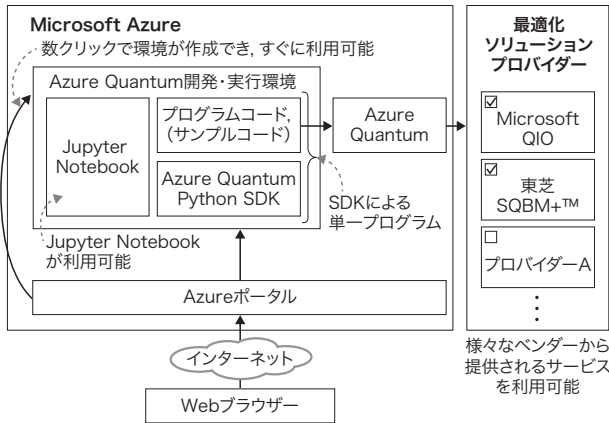 Microsoft Azure
数クリックで環境が作成でき，すぐに利用可能
Azure Quantum開発・実行環境
Jupyter
Notebook
プログラムコード，
（サンプルコード）
Azure Quantum
Python SDK
Azure
Quantum
SDKによる
単一プログラム
Jupyter Notebook
が利用可能
Azureポータル
インターネット
Webブラウザー
最適化
ソリューション
プロバイダー
Microsoft
QIO
東芝
SQBM+™
プロバイダーA
様々なベンダーから
提供されるサービス
を利用可能